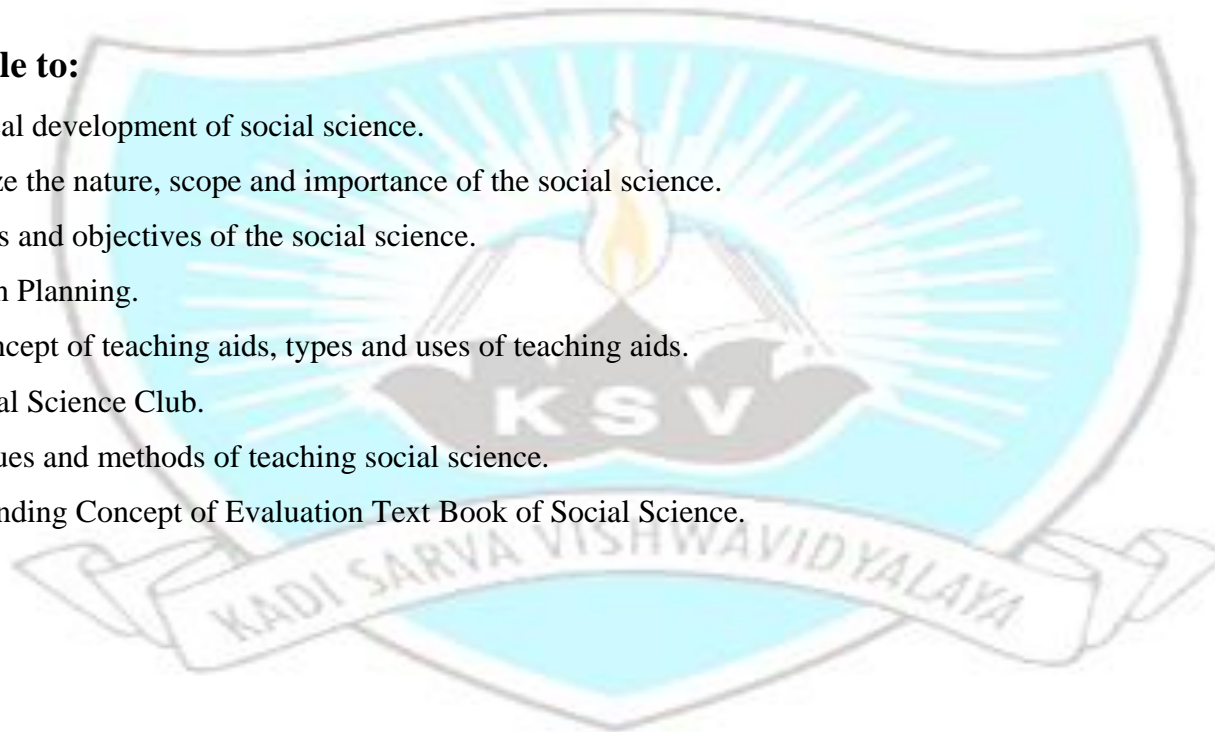 le to:
al development of social science.
ze the nature, scope and importance of the social science.
s and objectives of the social science.
n Planning.
ncept of teaching aids, types and uses of teaching aids.
al Science Club.
ues and methods of teaching social science.
nding Concept of Evaluation Text Book of Social Science.
KSV
KADI SARVA VISHWAVIDYALAYA